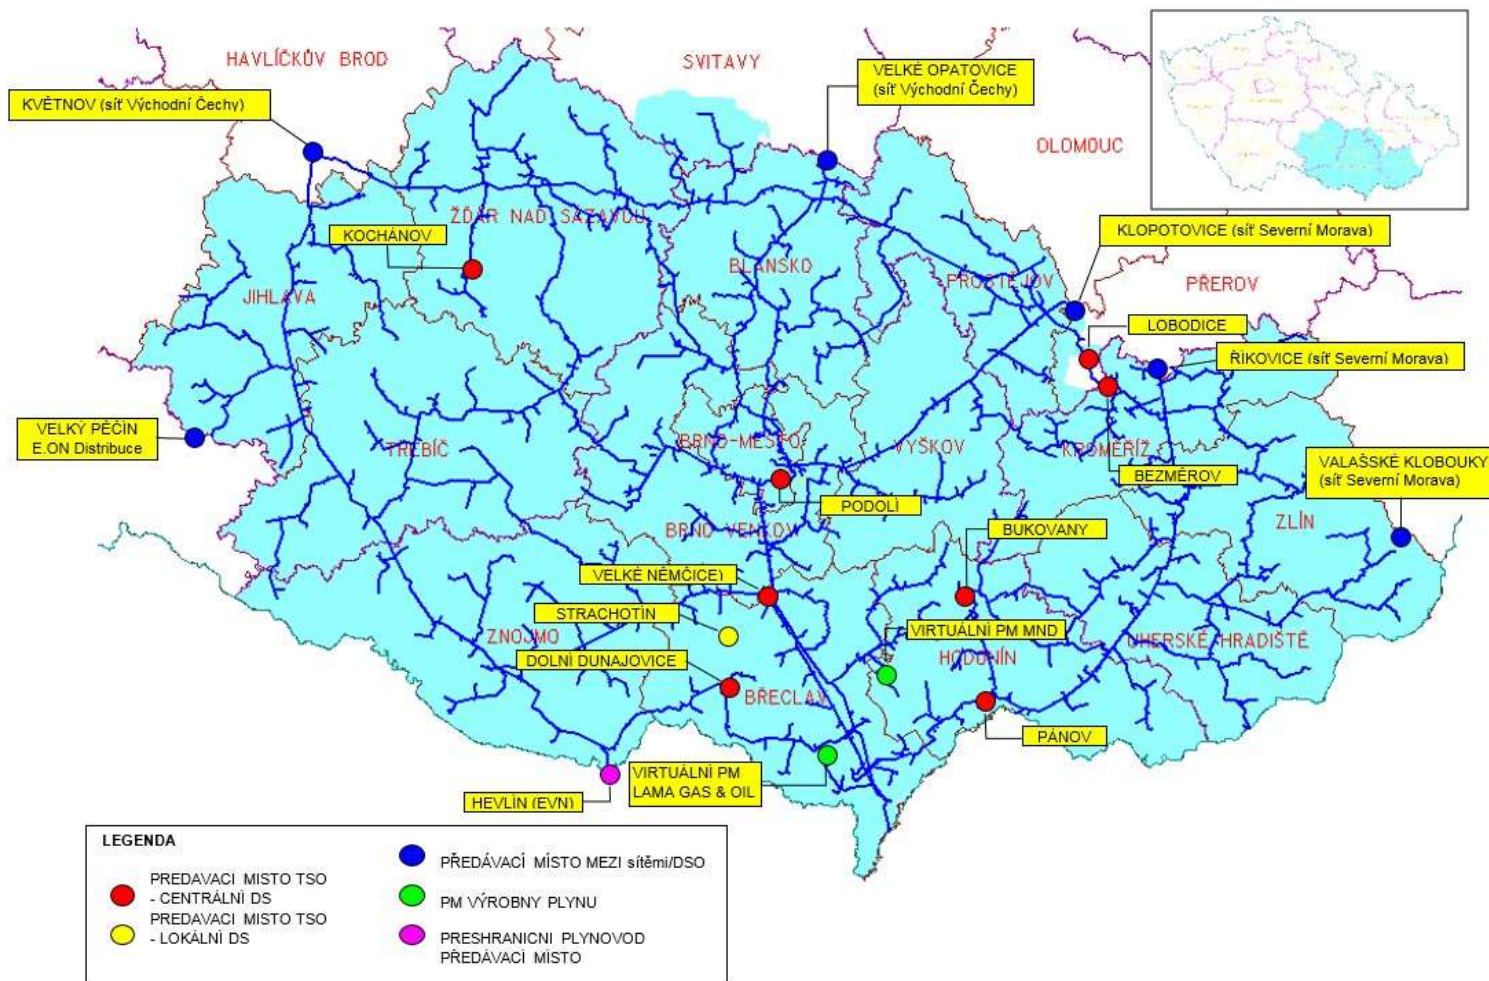 HAVLÍČKŮV BROD
SVITAVY
VELKÉ OPATOVICE
(síť Východní Čechy)
KVĚTNOV (síť Východní Čechy)
OLOMOUC
KLOPOTOVICE (síť Severní Morava)
ŽĎÁR NAD SÁZAVOU
KOCHÁNOV
BLANSKO
PROSTĚJOV
PŘEROV
JIHLAVA
LOBODICE
ŘÍKOVICE (síť Severní Morava)
VELKÝ PĚČÍN
E.ON Distribuce
TŘEBÍČ
BRNO-MĚSTO
VYŠKOV
KROMĚŘÍŽ
VALAŠSKÉ KLOBOUKY
(síť Severní Morava)
BEZMĚROV
PODOLÍ
ZLÍN
BRNO VENKOV
BUKOVANY
VELKÉ NĚMČICE)
STRACHOTÍN
ZNOJMO
VIRTUÁLNÍ PM MND
HODONÍN
UHERSKÉ HRADIŠTĚ
DOLNÍ DUNAJOVICE
BŘECLAV
PÁNOV
VIRTUÁLNÍ PM
LAMA GAS & OIL
HEVLÍN (EVN)
LEGENDA
PREDAVACI MISTO TSO
- CENTRÁLNÍ DS
PREDAVACI MISTO TSO
- LOKÁLNÍ DS
PŘEDÁVACÍ MÍSTO MEZI sítěmi/DSO
PM VÝROBNY PLYNU
PRESHRANICNI PLYNOVOD
PŘEDÁVACÍ MÍSTO